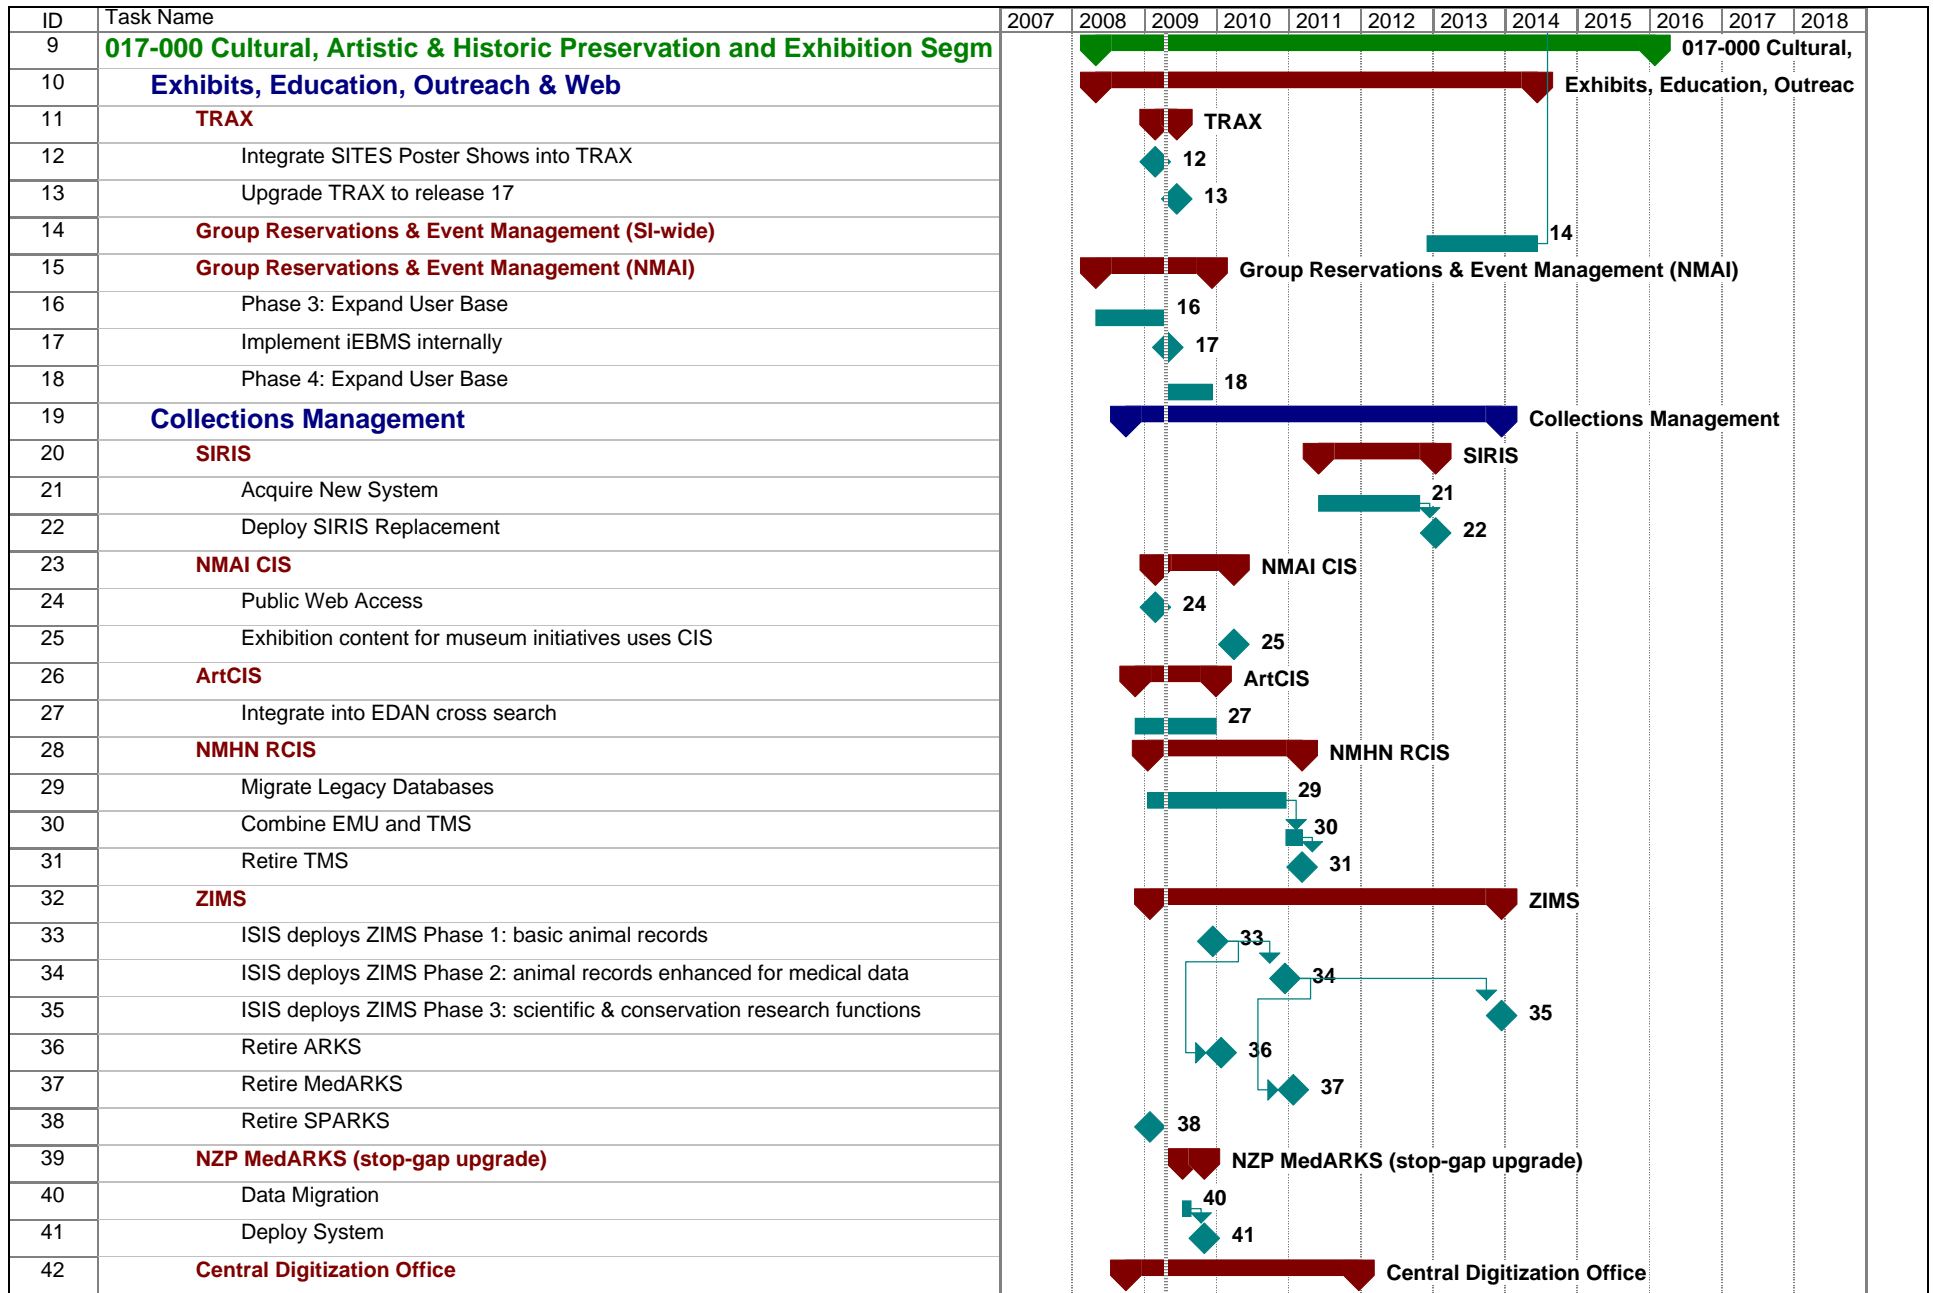 ID Task Name 2007 2008 2009 2010 2011 2012 2013 2014 2015 2016 2017 2018
9 017-000 Cultural, Artistic & Historic Preservation and Exhibition Segm 017-000 Cultural,
10 Exhibits, Education, Outreach & Web Exhibits, Education, Outreac
11 TRAX TRAX
12 Integrate SITES Poster Shows into TRAX 12
13 Upgrade TRAX to release 17 13
14 Group Reservations & Event Management (SI-wide) 14
15 Group Reservations & Event Management (NMAI) Group Reservations & Event Management (NMAI)
16 Phase 3: Expand User Base 16
17 Implement iEBMS internally 17
18 Phase 4: Expand User Base 18
19 Collections Management Collections Management
20 SIRIS SIRIS
21 Acquire New System 21
22 Deploy SIRIS Replacement 22
23 NMAI CIS NMAI CIS
24 Public Web Access 24
25 Exhibition content for museum initiatives uses CIS 25
26 ArtCIS ArtCIS
27 Integrate into EDAN cross search 27
28 NMHN RCIS NMHN RCIS
29 Migrate Legacy Databases 29
30 Combine EMU and TMS 30
31 Retire TMS 31
32 ZIMS ZIMS
33 ISIS deploys ZIMS Phase 1: basic animal records 33
34 ISIS deploys ZIMS Phase 2: animal records enhanced for medical data 34
35 ISIS deploys ZIMS Phase 3: scientific & conservation research functions 35
36 Retire ARKS 36
37 Retire MedARKS 37
38 Retire SPARKS 38
39 NZP MedARKS (stop-gap upgrade) NZP MedARKS (stop-gap upgrade)
40 Data Migration 40
41 Deploy System 41
42 Central Digitization Office Central Digitization Office